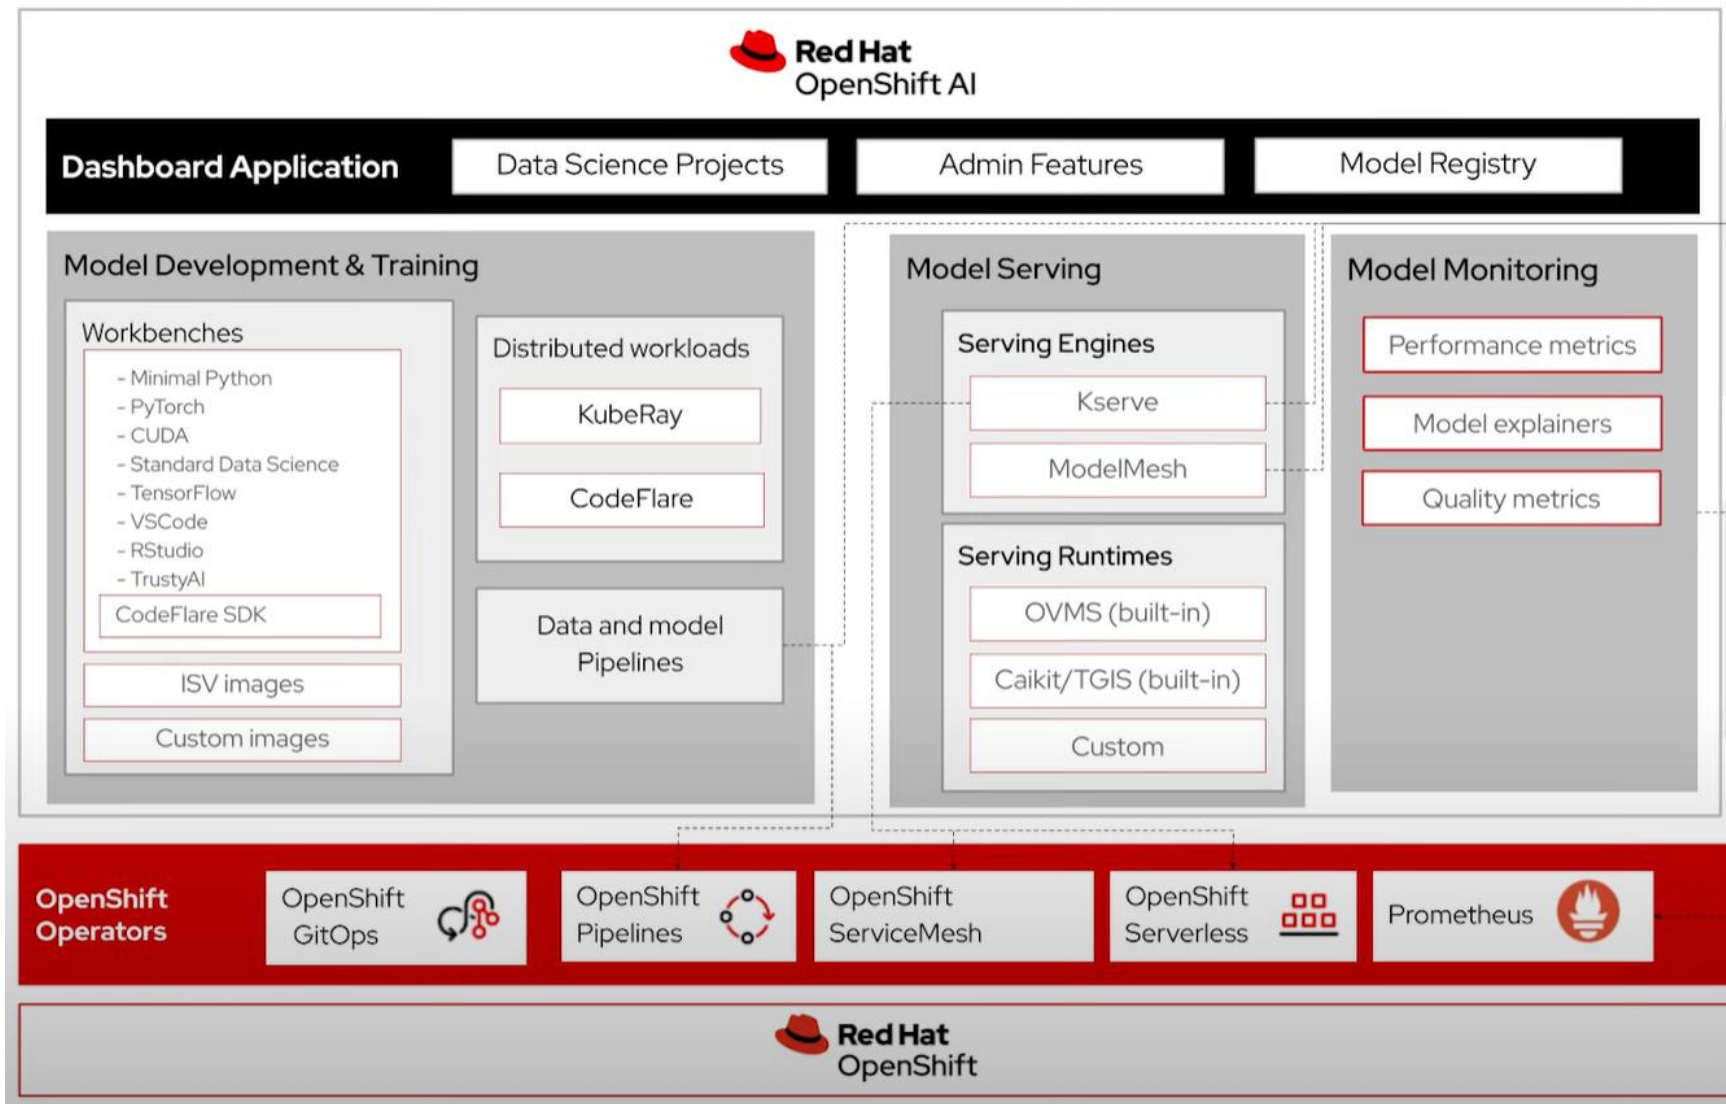 Red Hat
OpenShift AI
Dashboard Application
Data Science Projects
Admin Features
Model Registry
Model Development & Training
Workbenches
- Minimal Python
- PyTorch
- CUDA
- Standard Data Science
- TensorFlow
- VSCode
- RStudio
- TrustyAI
CodeFlare SDK
ISV images
Custom images
Distributed workloads
KubeRay
CodeFlare
Data and model
Pipelines
Model Serving
Serving Engines
Kserve
ModelMesh
Serving Runtimes
OVMS (built-in)
Caikit/TGIS (built-in)
Custom
Model Monitoring
Performance metrics
Model explainers
Quality metrics
OpenShift
Operators
OpenShift
GitOps
OpenShift
Pipelines
OpenShift
ServiceMesh
OpenShift
Serverless
Prometheus
Red Hat
OpenShift